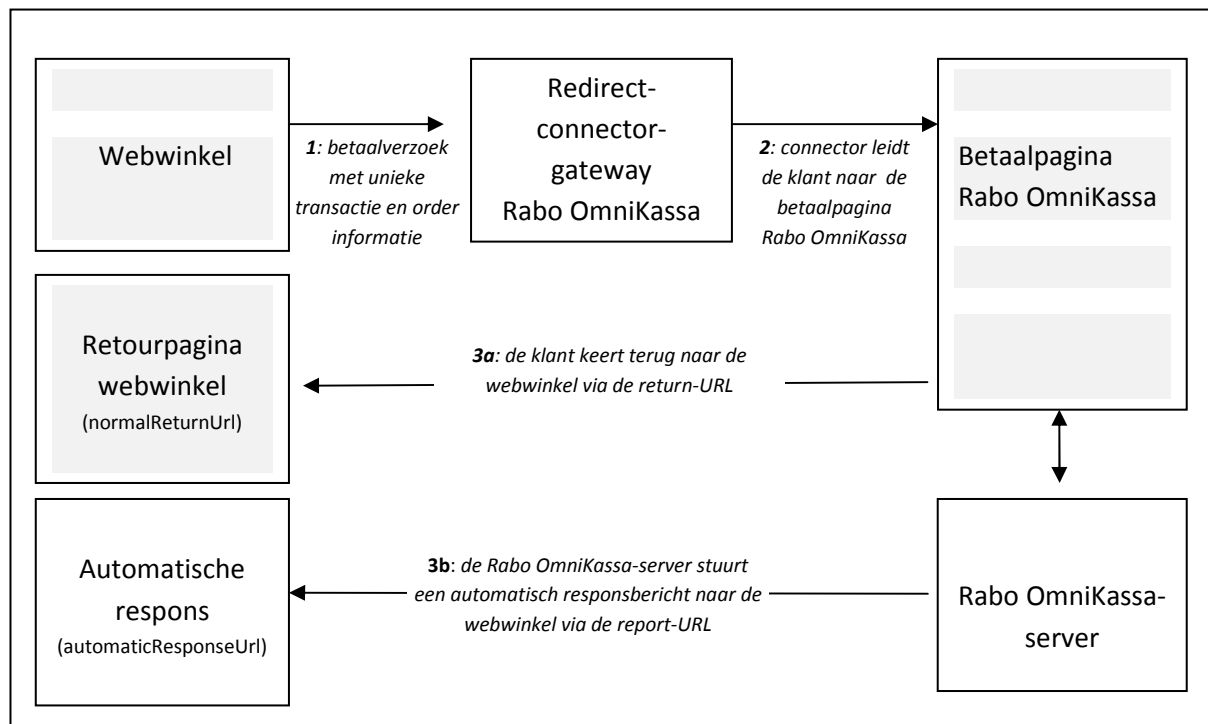 Webwinkel
1: betaalverzoek
met unieke
transactie en order
informatie
Redirect-
connector-
gateway
Rabo OmniKassa
2: connector leidt
de klant naar de
betaalpagina
Rabo OmniKassa
Betaalpagina
Rabo OmniKassa
Retourpagina
webwinkel
(normalReturnUrl)
3a: de klant keert terug naar de
webwinkel via de return-URL
Automatische
respons
(automaticResponseUrl)
3b: de Rabo OmniKassa-server stuurt
een automatisch responsbericht naar de
webwinkel via de report-URL
Rabo OmniKassa-
server